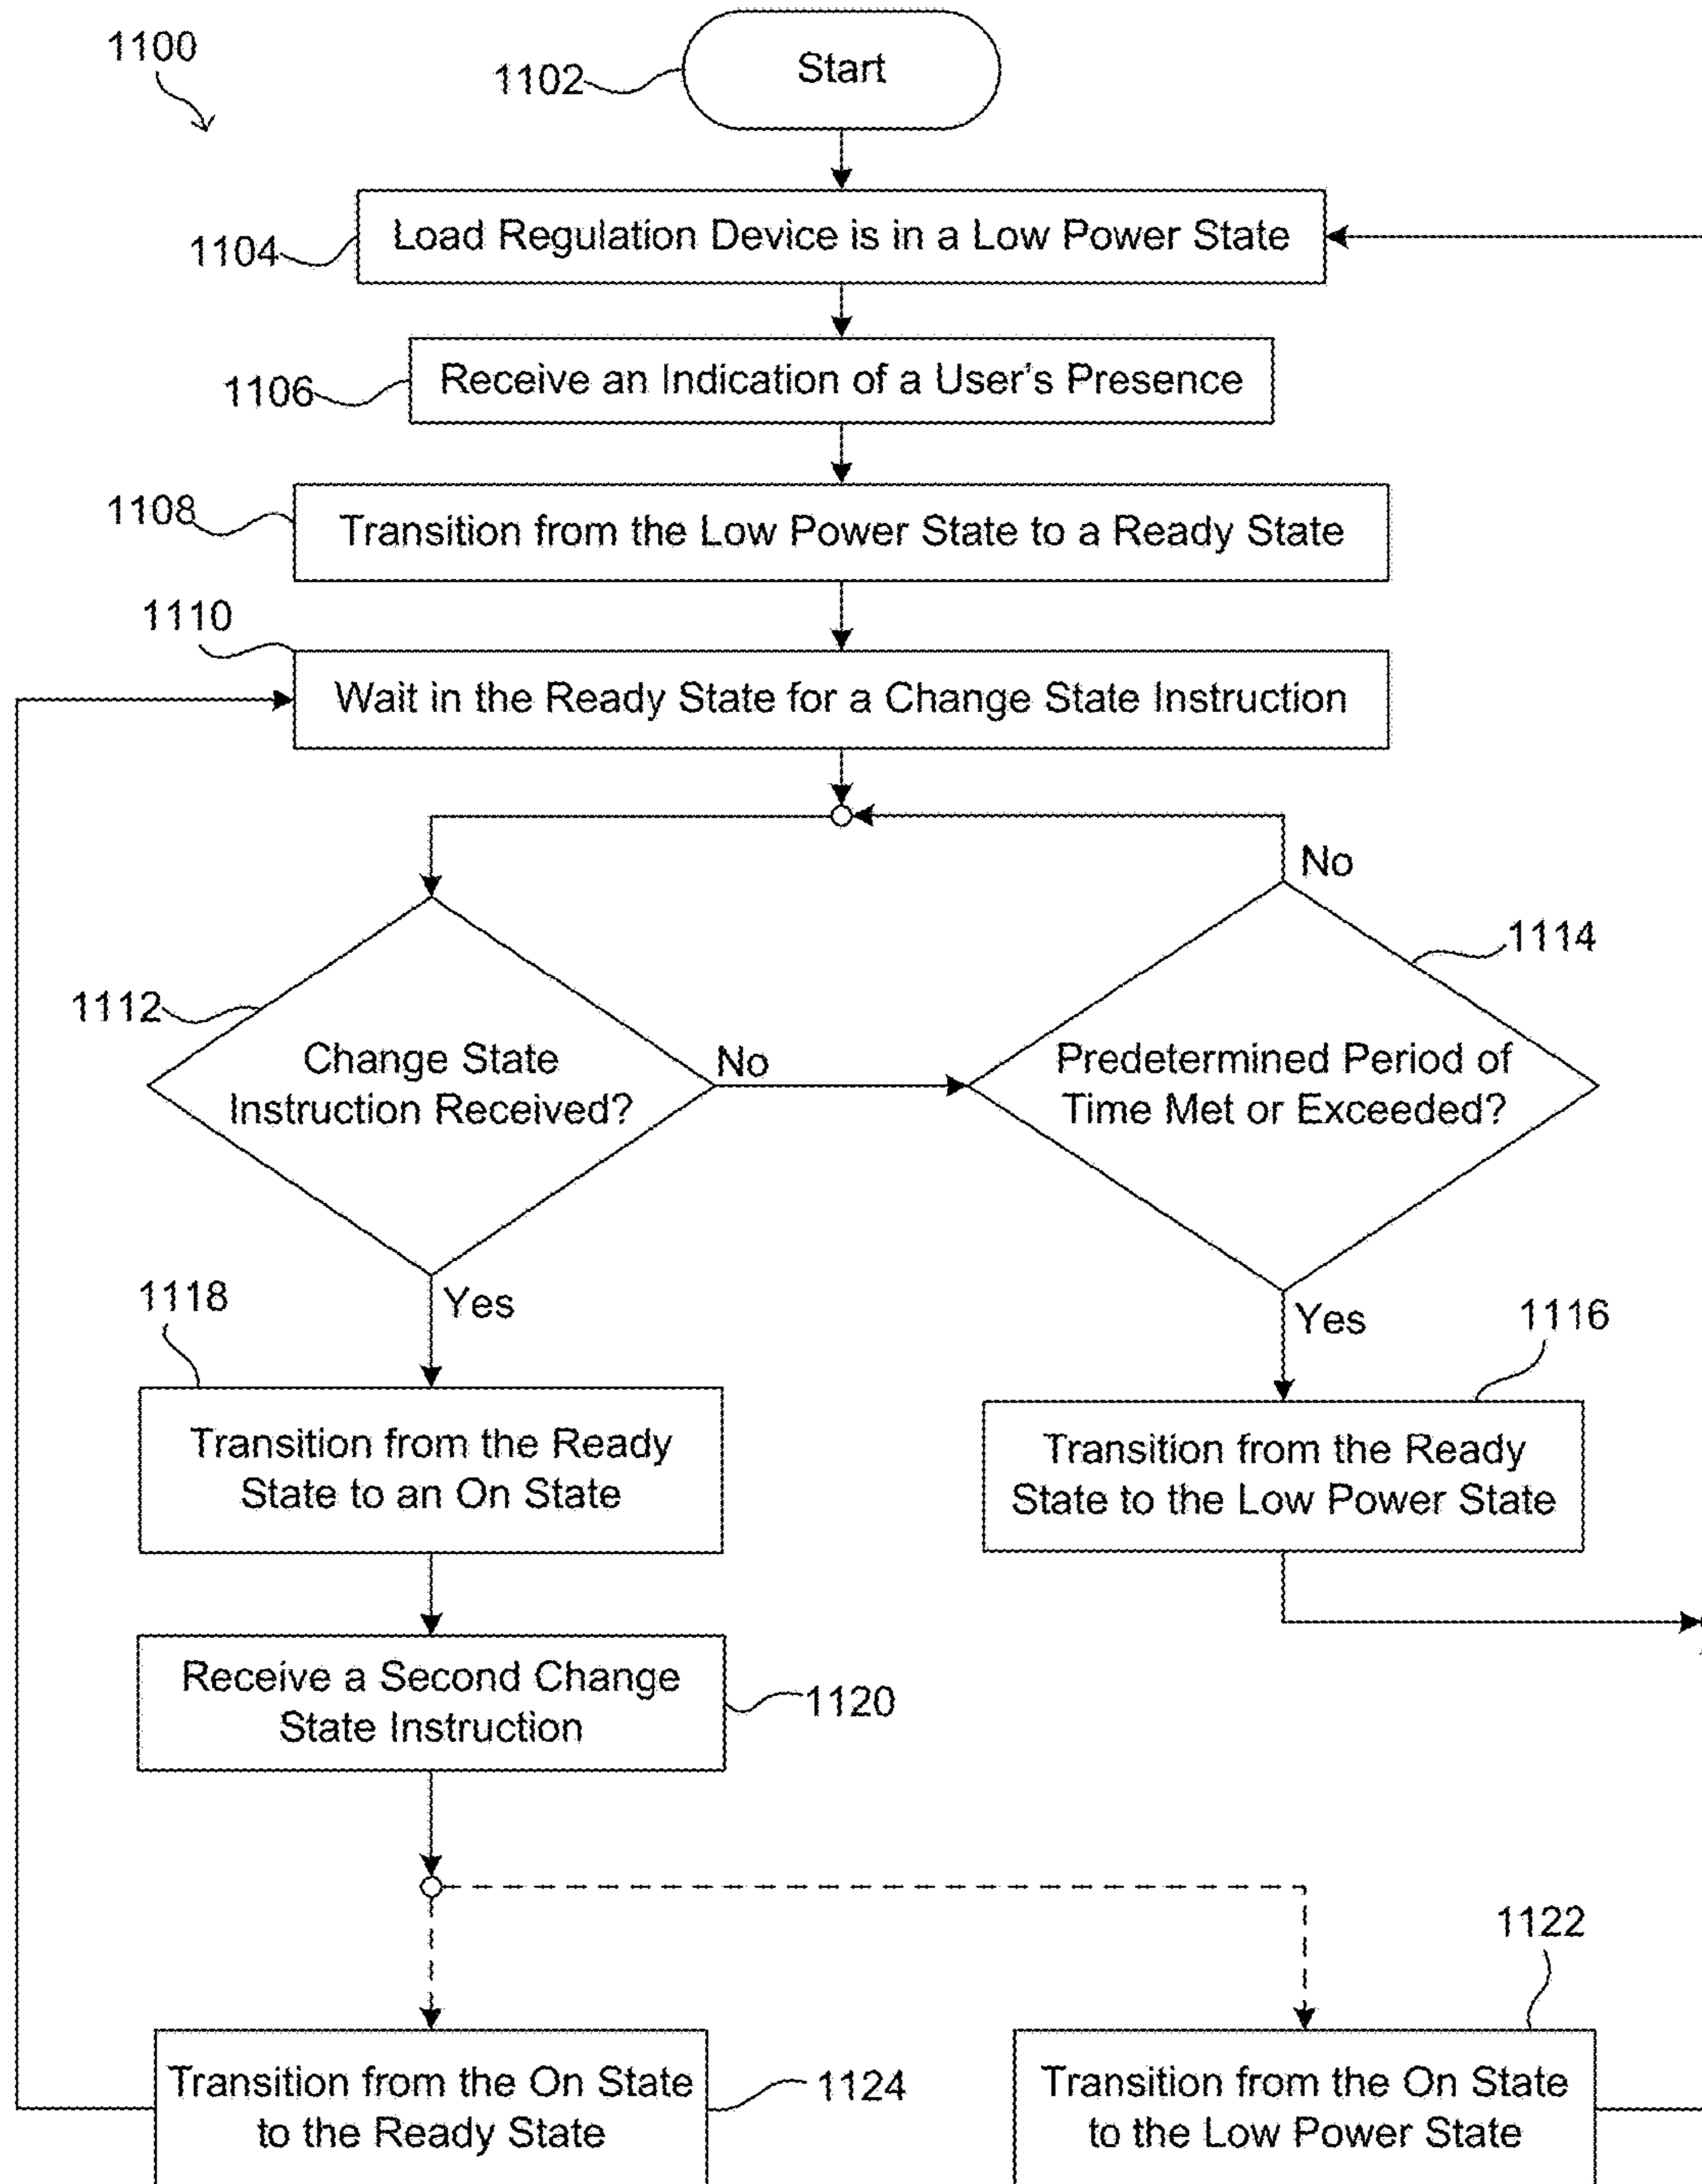 1100
1102
Start
1104
Load Regulation Device is in a Low Power State
1106
Receive an Indication of a User's Presence
1108
Transition from the Low Power State to a Ready State
1110
Wait in the Ready State for a Change State Instruction
No
1114
1112
Change State
Instruction Received?
No
Predetermined Period of
Time Met or Exceeded?
Yes
Yes
1118
1116
Transition from the Ready
State to an On State
Transition from the Ready
State to the Low Power State
Receive a Second Change
State Instruction
1120
1122
Transition from the On State
to the Ready State
1124
Transition from the On State
to the Low Power State